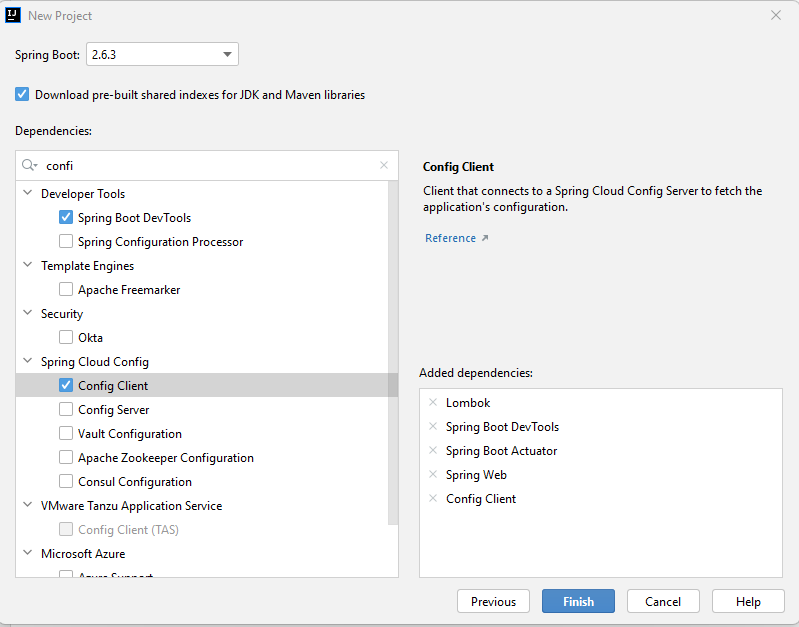 New Project
Spring Boot: 2.6.3
Download pre-built shared indexes for JDK and Maven libraries
Dependencies:
confi
Developer Tools
Spring Boot DevTools
Spring Configuration Processor
Template Engines
Apache Freemarker
Security
Okta
Spring Cloud Config
Config Client
Config Server
Vault Configuration
Apache Zookeeper Configuration
Consul Configuration
VMware Tanzu Application Service
Config Client (TAS)
Microsoft Azure
Azure Support
Config Client
Client that connects to a Spring Cloud Config Server to fetch the
application's configuration.
Reference
Added dependencies:
Lombok
Spring Boot DevTools
Spring Boot Actuator
Spring Web
Config Client
Previous
Finish
Cancel
Help